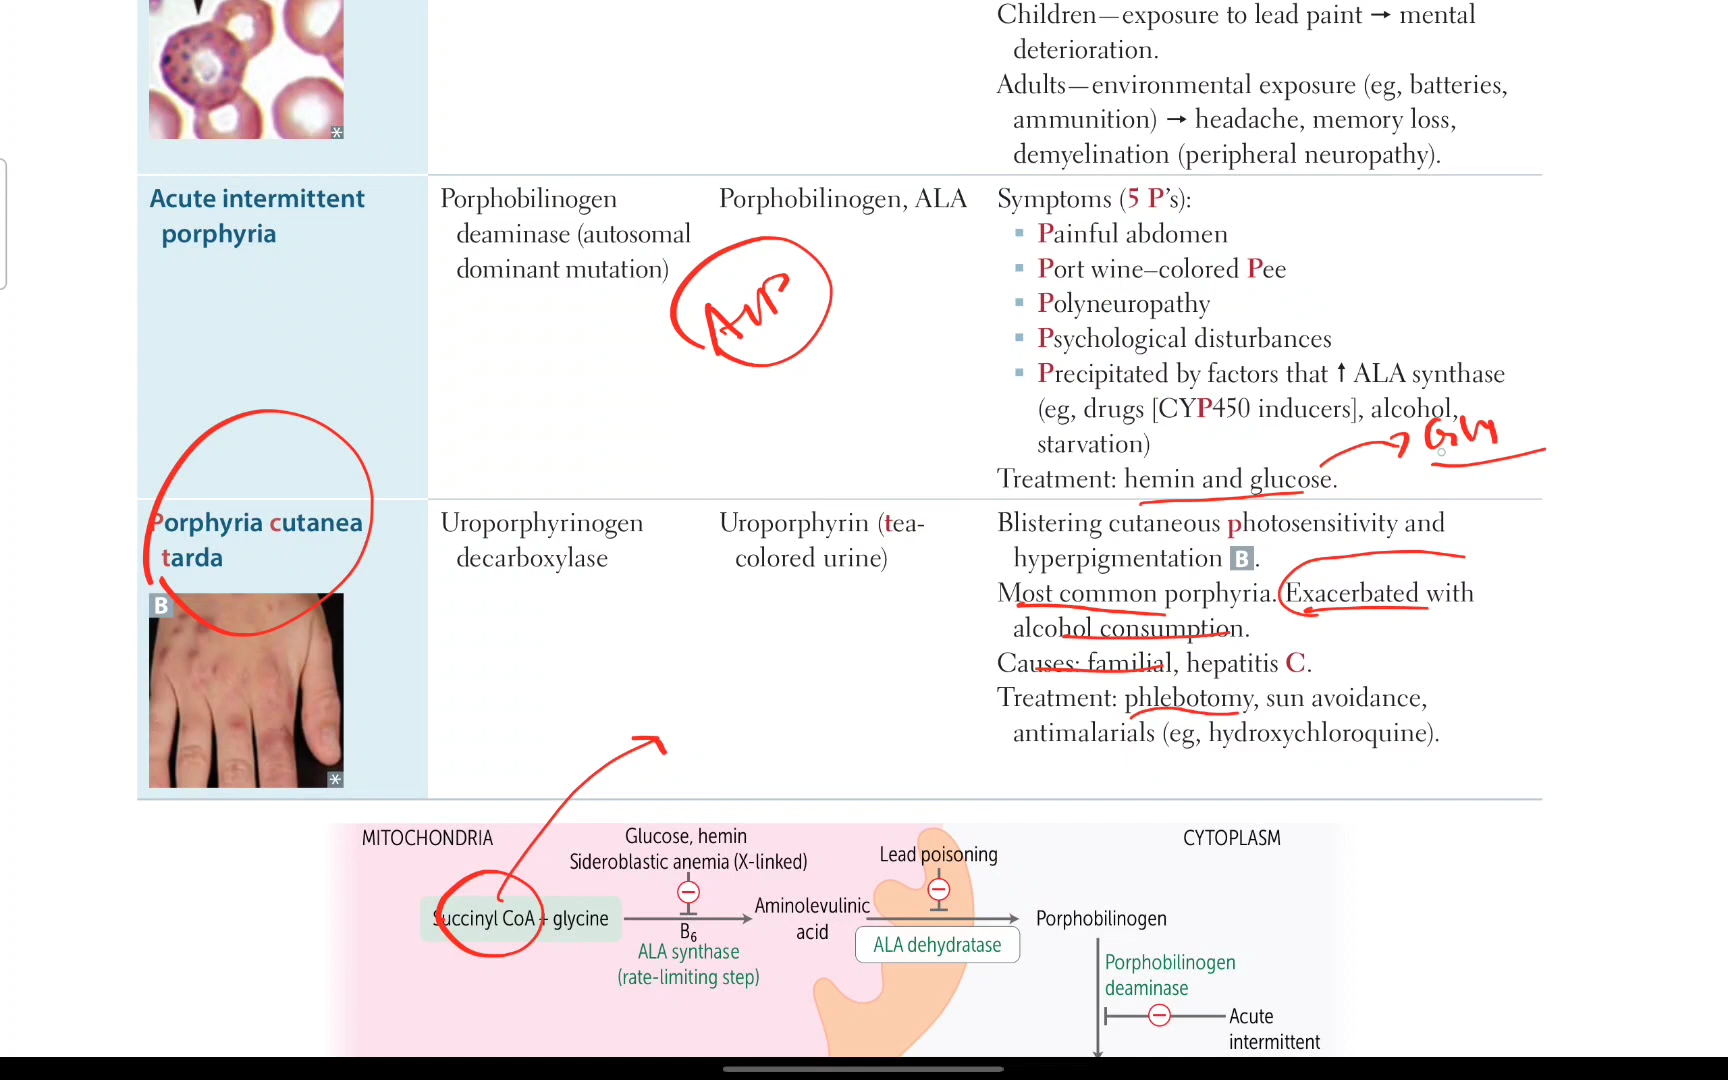 Children—exposure to lead paint → mental
deterioration.
Adults—environmental exposure (eg, batteries,
ammunition) → headache, memory loss,
demyelination (peripheral neuropathy).
Acute intermittent
porphyria
Porphobilinogen
deaminase (autosomal
dominant mutation)
Porphobilinogen, ALA
Symptoms (5 P’s):
▪ Painful abdomen
▪ Port wine–colored Pee
▪ Polyneuropathy
▪ Psychological disturbances
▪ Precipitated by factors that ↑ ALA synthase
(eg, drugs [CYP450 inducers], alcohol,
starvation)
Treatment: hemin and glucose.
Porphyria cutanea
tarda
B
Uroporphyrinogen
decarboxylase
Uroporphyrin (tea-
colored urine)
Blistering cutaneous photosensitivity and
hyperpigmentation B.
Most common porphyria. Exacerbated with
alcohol consumption.
Causes: familial, hepatitis C.
Treatment: phlebotomy, sun avoidance,
antimalarials (eg, hydroxychloroquine).
MITOCHONDRIA
CYTOPLASM
Glucose, hemin
Sideroblastic anemia (X-linked)
Lead poisoning
Succinyl CoA + glycine
B6
ALA synthase
(rate-limiting step)
Aminolevulinic
acid
ALA dehydratase
Porphobilinogen
Porphobilinogen
deaminase
Acute
intermittent